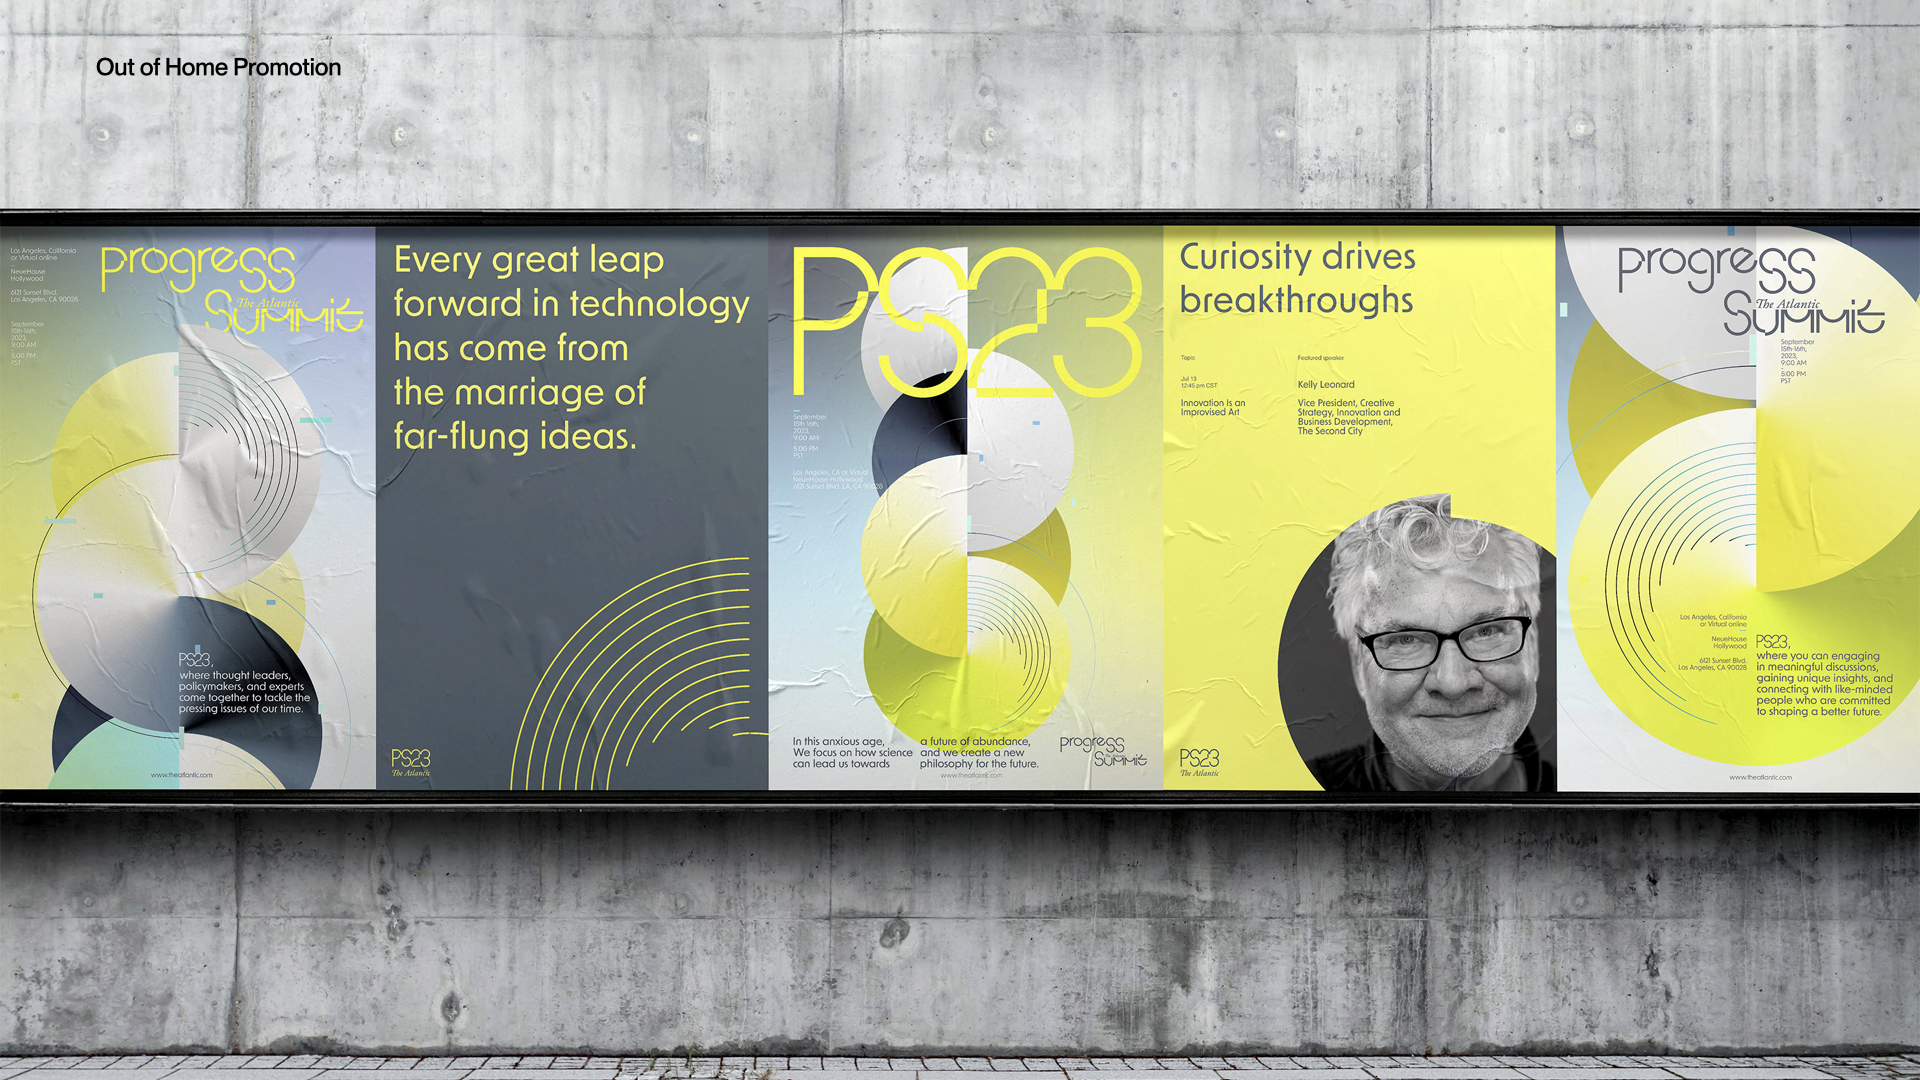 Out of Home Promotion
Los Angeles, California
or Virtual online
NeueHouse
Hollywood
6121 Sunset Blvd.
Los Angeles, CA 90028
September
15th-16th,
2023,
9:00 AM
-
5:00 PM
PST
progress
The Atlantic
Summit
PS23,
where thought leaders,
policymakers, and experts
come together to tackle the
pressing issues of our time.
www.theatlantic.com
Every great leap
forward in technology
has come from
the marriage of
far-flung ideas.
PS23
The Atlantic
PS23
September
15th-16th,
2023,
9:00 AM
-
5:00 PM
PST
Los Angeles, CA or Virtual
NeueHouse Hollywood
6121 Sunset Blvd. LA, CA 90028
In this anxious age,
We focus on how science
can lead us towards
a future of abundance,
and we create a new
philosophy for the future.
progress
Summit
www.theatlantic.com
Curiosity drives
breakthroughs
Topic
Jul 13
12:45 pm CST
Innovation Is an
Improvised Art
Featured speaker
Kelly Leonard
Vice President, Creative
Strategy, Innovation and
Business Development,
The Second City
PS23
The Atlantic
progress
The Atlantic
Summit
September
15th-16th,
2023,
9:00 AM
-
5:00 PM
PST
Los Angeles, California
or Virtual online
NeueHouse
Hollywood
6121 Sunset Blvd.
Los Angeles, CA 90028
PS23,
where you can engaging
in meaningful discussions,
gaining unique insights, and
connecting with like-minded
people who are committed
to shaping a better future.
www.theatlantic.com